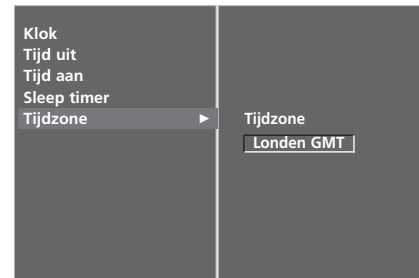 Klok
Tijd uit
Tijd aan
Sleep timer
Tijdzone ►
Tijdzone
Londen GMT